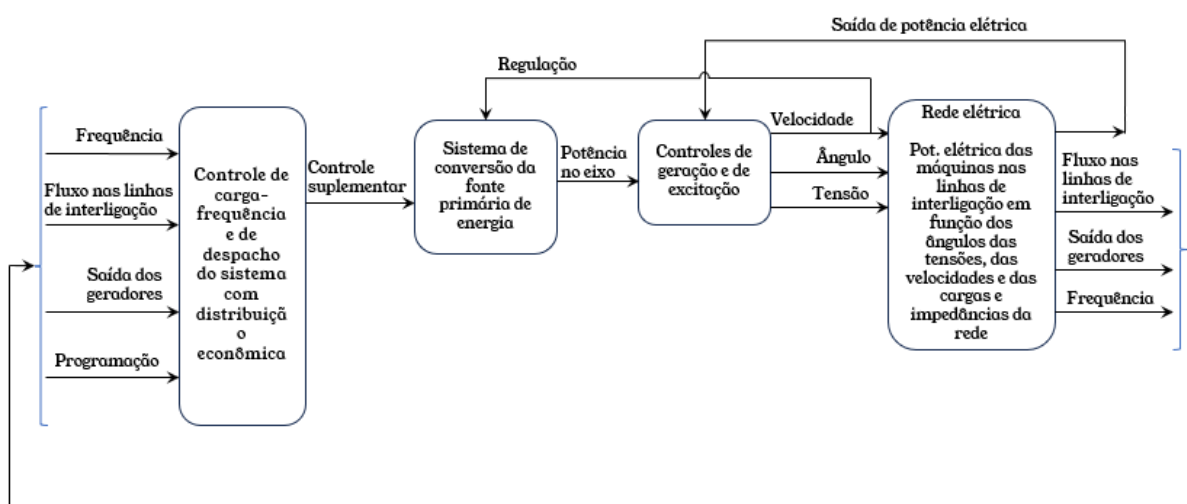 Saída de potência elétrica
Regulação
Frequência
Fluxo nas linhas
de interligação
Saída dos
geradores
Programação
Controle de
carga-
frequência
e de
despacho
do sistema
com
distribuiçã
o
econômica
Controle
suplementar
Sistema de
conversão da
fonte
primária de
energia
Potência
no eixo
Controles de
geração e de
excitação
Velocidade
Ângulo
Tensão
Rede elétrica
Pot. elétrica das
máquinas nas
linhas de
interligação em
função dos
ângulos das
tensões, das
velocidades e das
cargas e
impedâncias da
rede
Fluxo nas
linhas de
interligação
Saída dos
geradores
Frequência